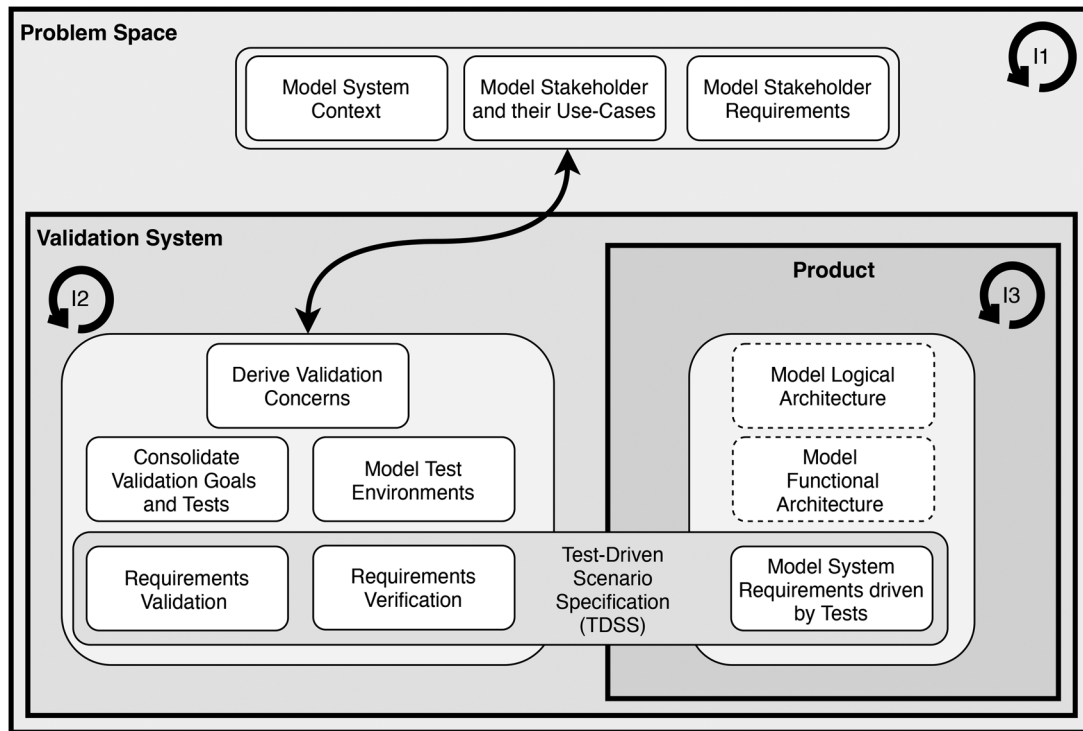 Problem Space
I1
Model System
Context
Model Stakeholder
and their Use-Cases
Model Stakeholder
Requirements
Validation System
I2
Product
I3
Derive Validation
Concerns
Consolidate
Validation Goals
and Tests
Model Test
Environments
Model Logical
Architecture
Model
Functional
Architecture
Requirements
Validation
Requirements
Verification
Test-Driven
Scenario
Specification
(TDSS)
Model System
Requirements driven
by Tests